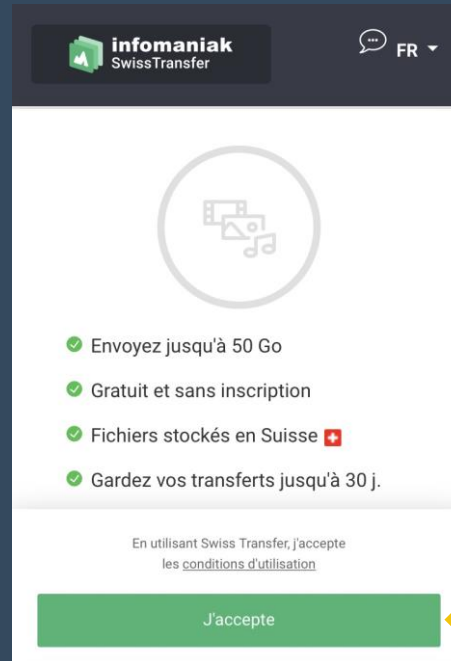 infomaniak
SwissTransfer
FR
Envoyez jusqu'à 50 Go
Gratuit et sans inscription
Fichiers stockés en Suisse
Gardez vos transferts jusqu'à 30 j.
En utilisant Swiss Transfer, j'accepte
les conditions d'utilisation
J'accepte